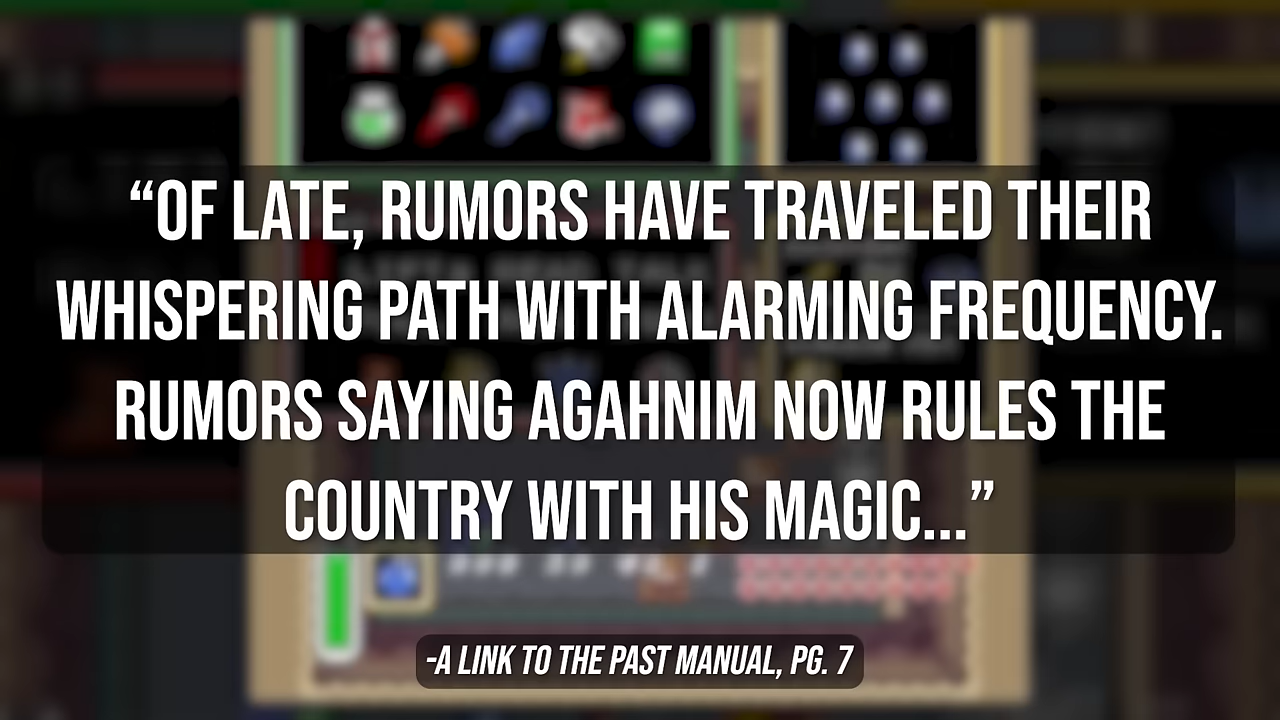 “OF LATE, RUMORS HAVE TRAVELED THEIR
WHISPERING PATH WITH ALARMING FREQUENCY.
RUMORS SAYING AGAHNIM NOW RULES THE
COUNTRY WITH HIS MAGIC...”
-A LINK TO THE PAST MANUAL, PG. 7